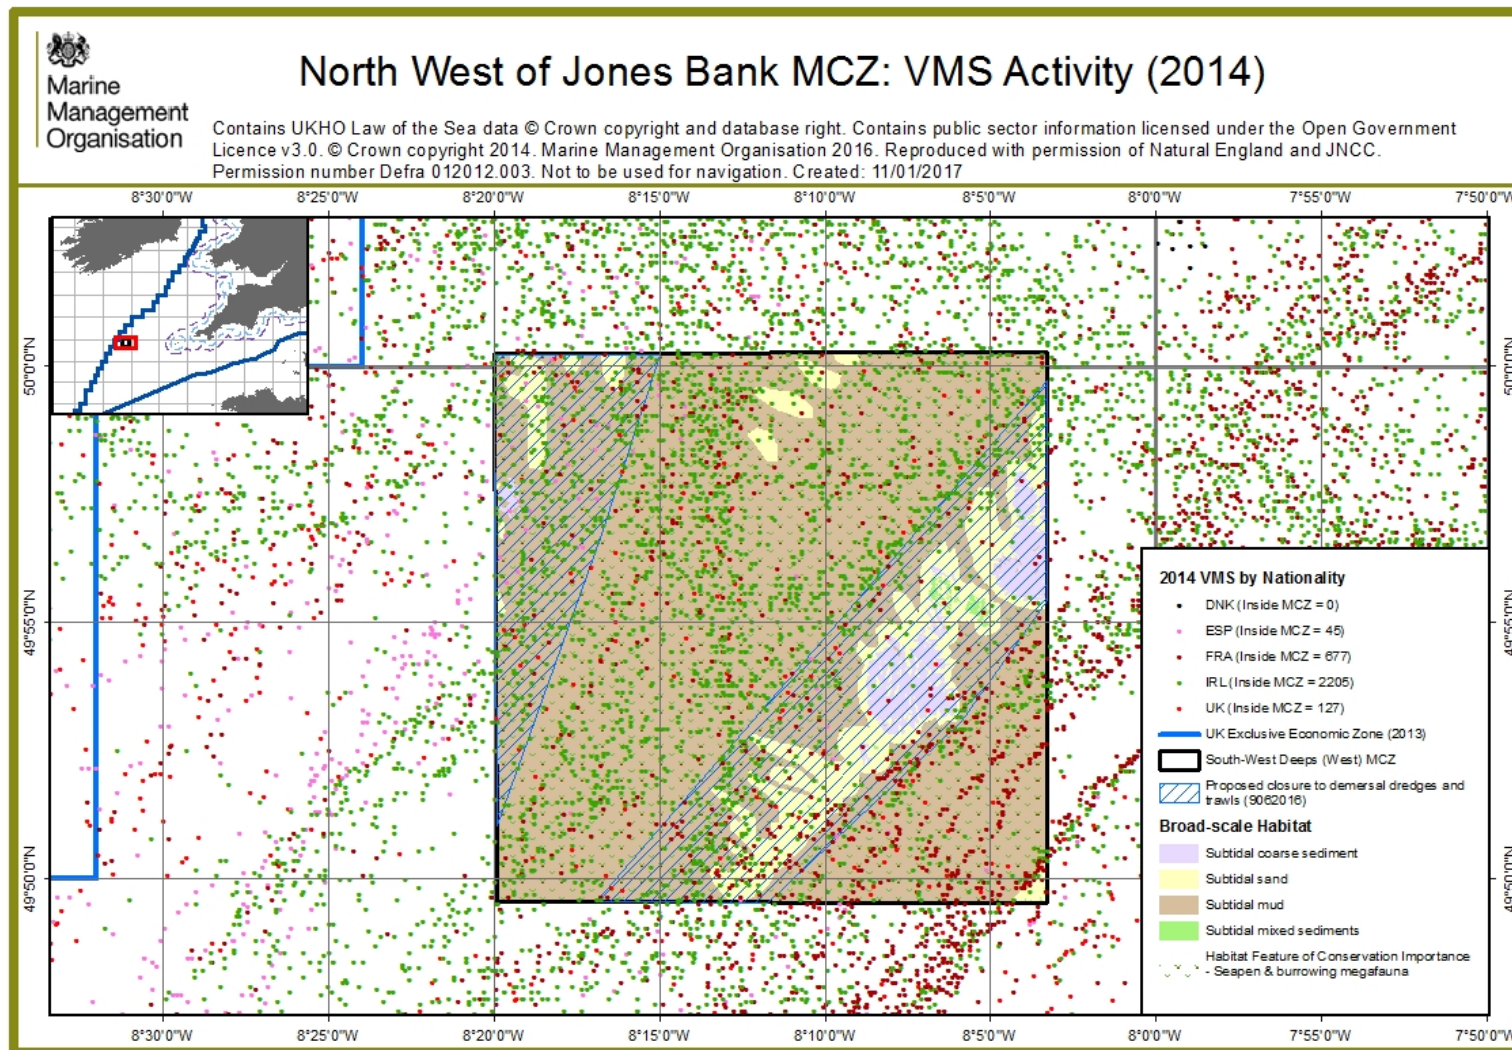 Marine
Management
Organisation
North West of Jones Bank MCZ: VMS Activity (2014)
Contains UKHO Law of the Sea data © Crown copyright and database right. Contains public sector information licensed under the Open Government
Licence v3.0. © Crown copyright 2014. Marine Management Organisation 2016. Reproduced with permission of Natural England and JNCC.
Permission number Defra 012012.003. Not to be used for navigation. Created: 11/01/2017
8°30'0"W 8°25'0"W 8°20'0"W 8°15'0"W 8°10'0"W 8°5'0"W 8°0'0"W 7°55'0"W 7°50'0"W
50°0'0"N 50°0'0"N
49°55'0"N 49°55'0"N
49°50'0"N 49°50'0"N
2014 VMS by Nationality
DNK (Inside MCZ = 0)
ESP (Inside MCZ = 45)
FRA (Inside MCZ = 677)
IRL (Inside MCZ = 2205)
UK (Inside MCZ = 127)
UK Exclusive Economic Zone (2013)
South-West Deeps (West) MCZ
Proposed closure to demersal dredges and
trawls (9062016)
Broad-scale Habitat
Subtidal coarse sediment
Subtidal sand
Subtidal mud
Subtidal mixed sediments
Habitat Feature of Conservation Importance
- Seapen & burrowing megafauna
8°30'0"W 8°25'0"W 8°20'0"W 8°15'0"W 8°10'0"W 8°5'0"W 8°0'0"W 7°55'0"W 7°50'0"W